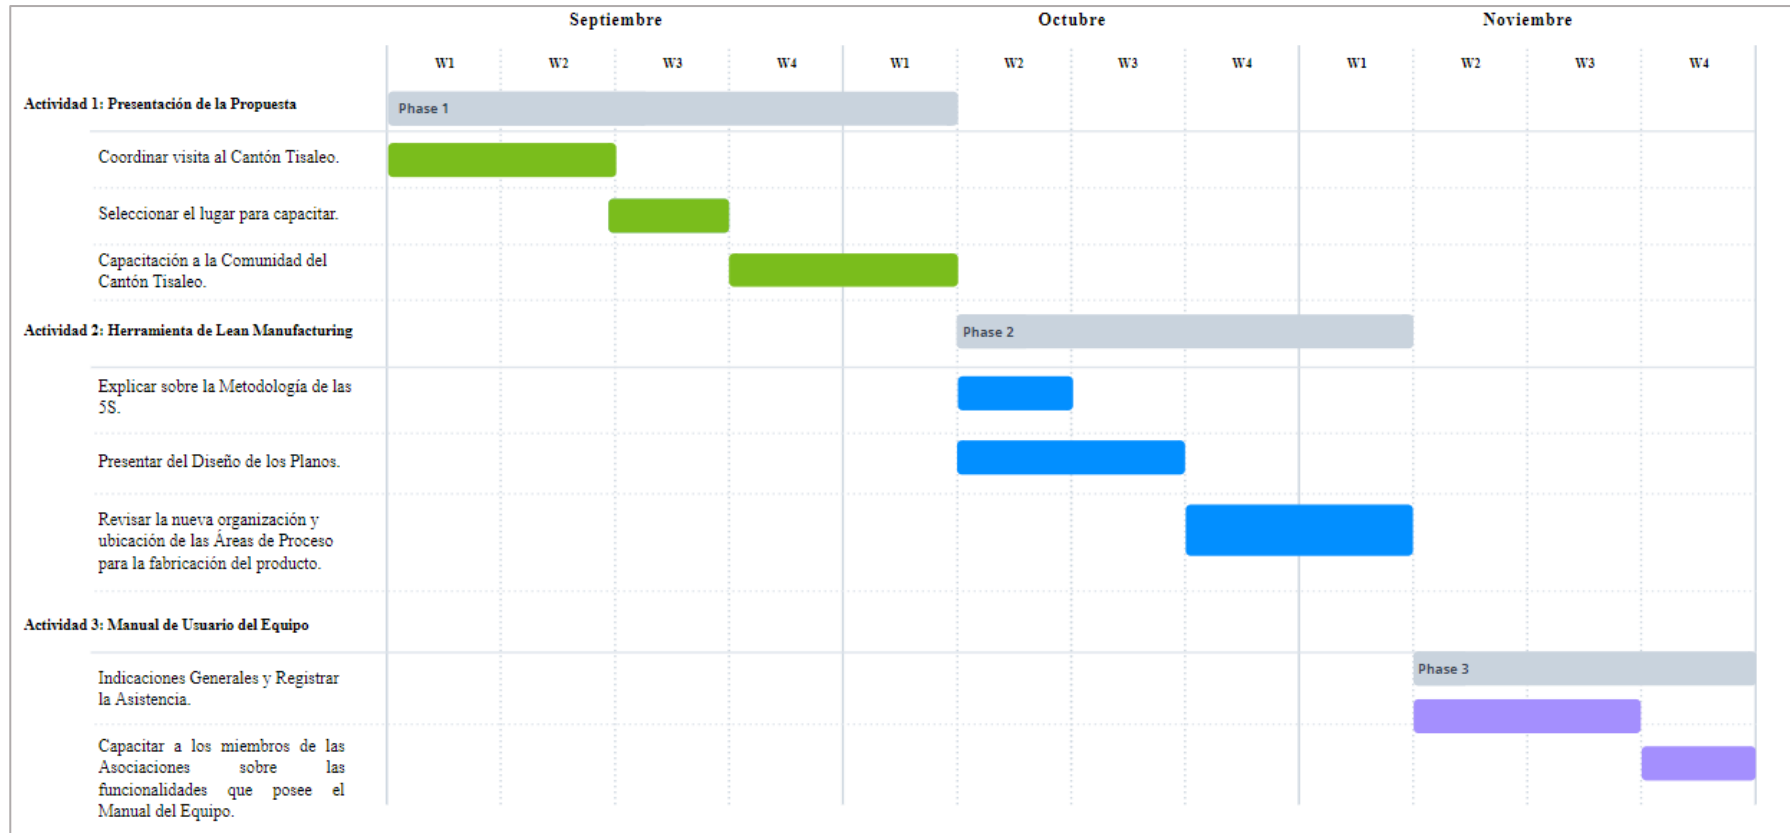 Septiembre Octubre Noviembre
W1 W2 W3 W4 W1 W2 W3 W4 W1 W2 W3 W4
Actividad 1: Presentación de la Propuesta
Phase 1
Coordinar visita al Cantón Tisaleo.
Seleccionar el lugar para capacitar.
Capacitación a la Comunidad del
Cantón Tisaleo.
Actividad 2: Herramienta de Lean Manufacturing
Phase 2
Explicar sobre la Metodología de las
5S.
Presentar del Diseño de los Planos.
Revisar la nueva organización y
ubicación de las Áreas de Proceso
para la fabricación del producto.
Actividad 3: Manual de Usuario del Equipo
Phase 3
Indicaciones Generales y Registrar
la Asistencia.
Capacitar a los miembros de las
Asociaciones sobre las
funcionalidades que posee el
Manual del Equipo.